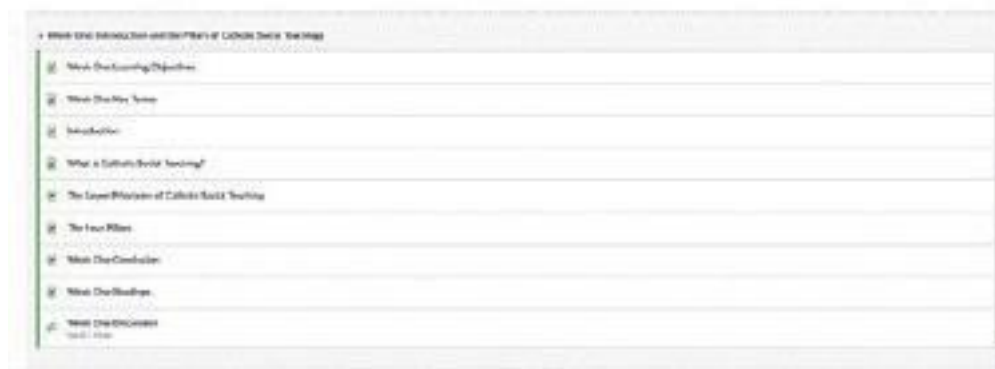 Week One: Introduction and the Pillars of Catholic Social Teachings
Week One Learning Objectives
Week One Key Terms
Introduction
What is Catholic Social Teaching?
The Principles of Catholic Social Teaching
The Four Pillars
Week One Conclusion
Week One Readings
Week One Discussion